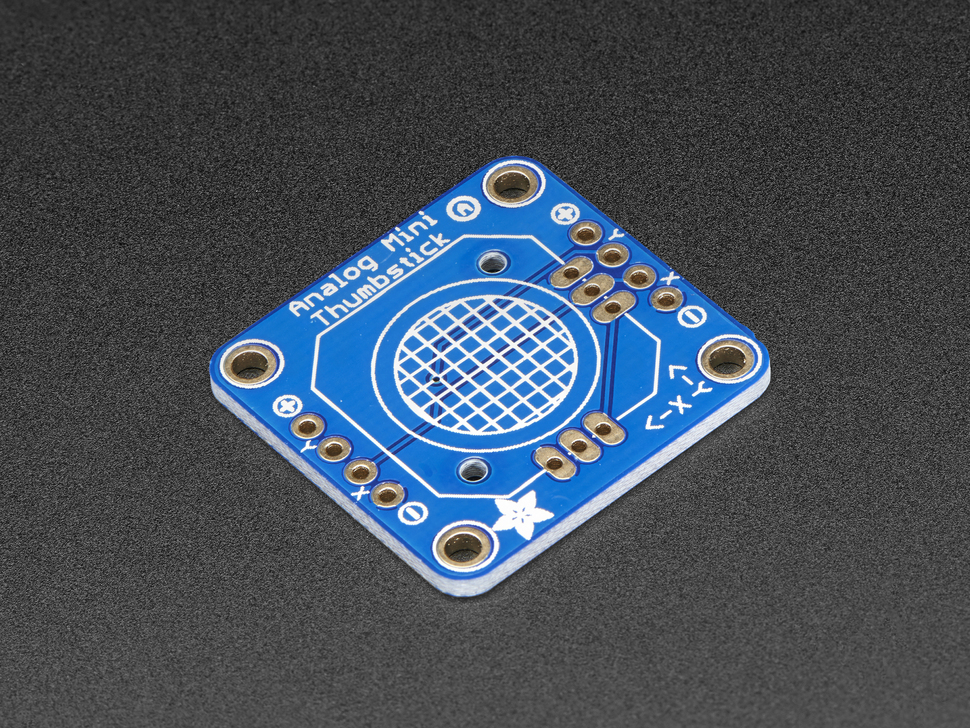 Analog Mini
Thumbstick
+
Y
X
-
+
Y
X
-
<-Y
<-X